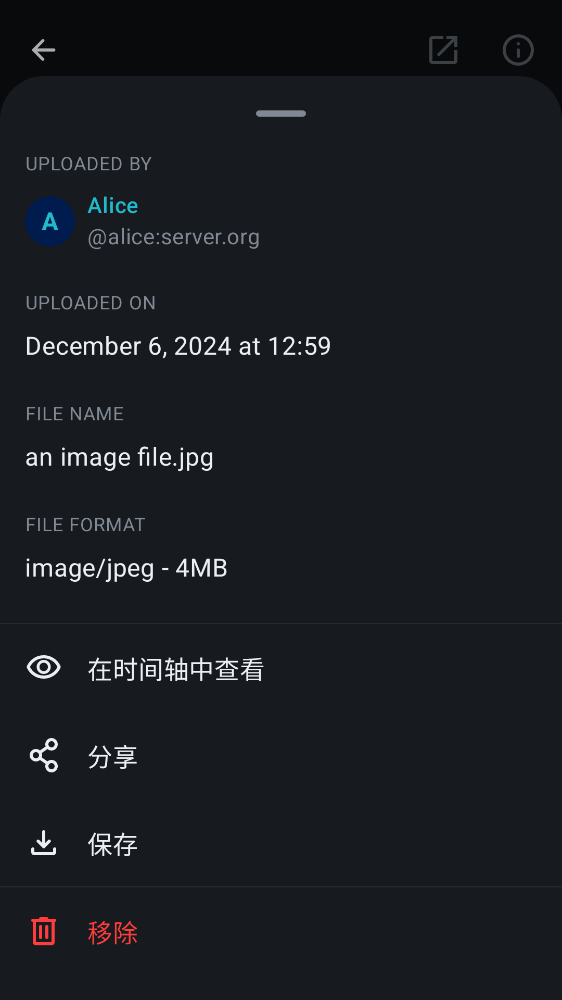 UPLOADED BY
A
Alice
@alice:server.org
UPLOADED ON
December 6, 2024 at 12:59
FILE NAME
an image file.jpg
FILE FORMAT
image/jpeg - 4MB
在时间轴中查看
分享
保存
移除